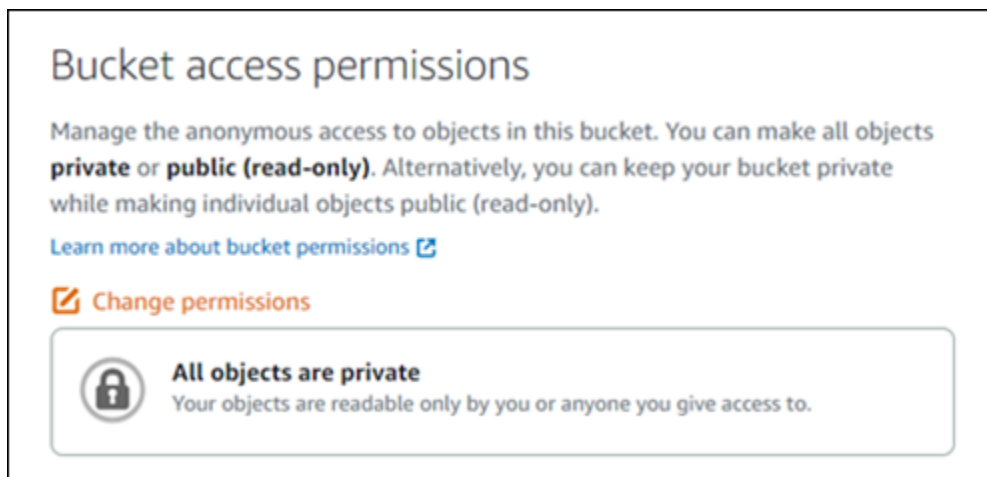 Bucket access permissions
Manage the anonymous access to objects in this bucket. You can make all objects
private or public (read-only). Alternatively, you can keep your bucket private
while making individual objects public (read-only).
Learn more about bucket permissions
Change permissions
All objects are private
Your objects are readable only by you or anyone you give access to.